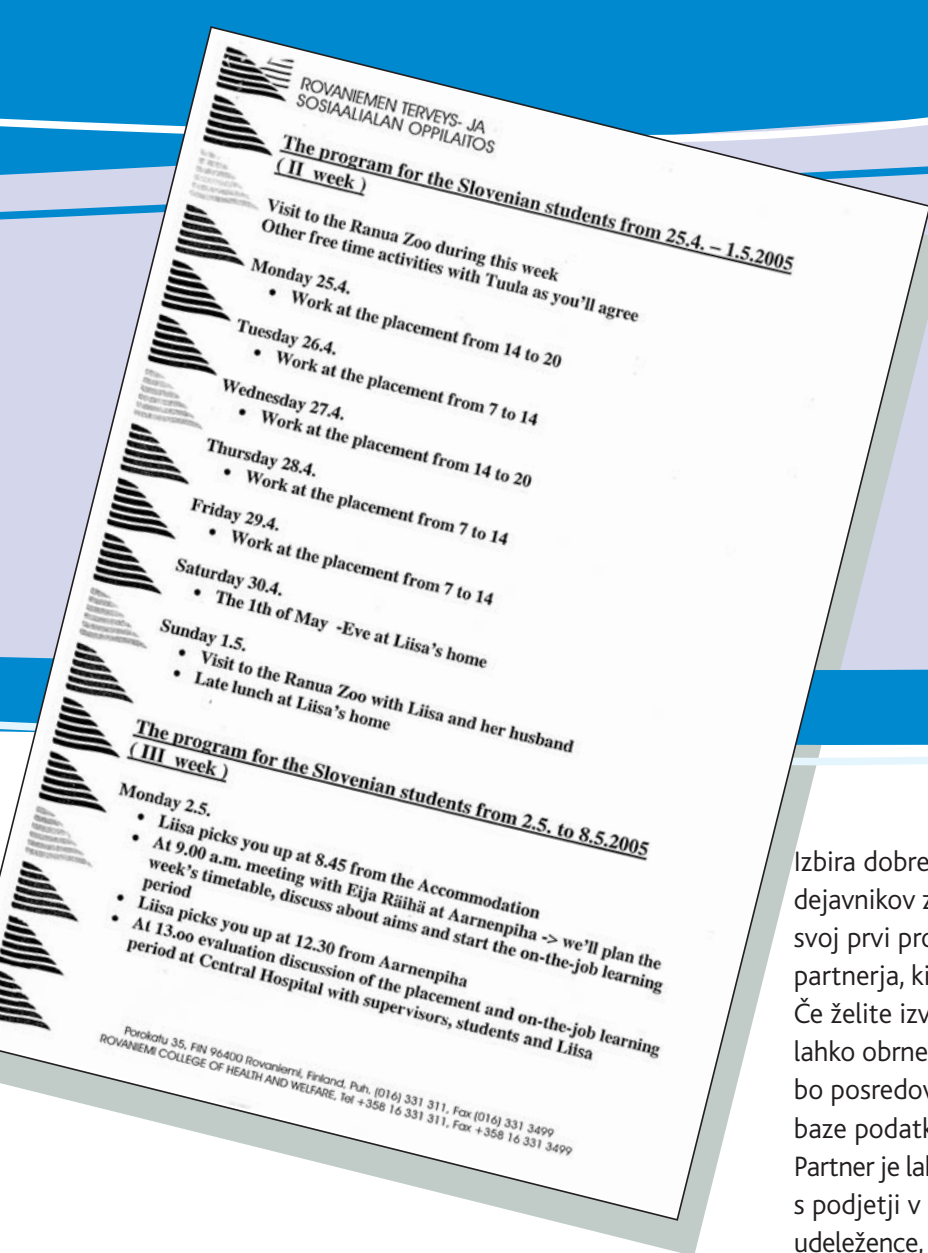 ROVANIEMEN TERVEYS- JA
SOSIAALIALAN OPPILAITOS
The program for the Slovenian students from 25.4. – 1.5.2005
( II week )
Visit to the Ranua Zoo during this week
Other free time activities with Tuula as you'll agree
Monday 25.4.
• Work at the placement from 14 to 20
Tuesday 26.4.
• Work at the placement from 7 to 14
Wednesday 27.4.
• Work at the placement from 14 to 20
Thursday 28.4.
• Work at the placement from 7 to 14
Friday 29.4.
• Work at the placement from 7 to 14
Saturday 30.4.
• The 1th of May -Eve at Liisa's home
Sunday 1.5.
• Visit to the Ranua Zoo with Liisa and her husband
• Late lunch at Liisa's home
The program for the Slovenian students from 2.5. to 8.5.2005
( III week )
Monday 2.5.
• Liisa picks you up at 8.45 from the Accommodation
• At 9.00 a.m. meeting with Eija Räihä at Aarnenpiha -> we'll plan the
week's timetable, discuss about aims and start the on-the-job learning
period
• Liisa picks you up at 12.30 from Aarnenpiha
• At 13.oo evaluation discussion of the placement and on-the-job learning
period at Central Hospital with supervisors, students and Liisa
Porokatu 35, FIN 96400 Rovaniemi, Finland, Puh. (016) 331 311, Fax (016) 331 3499
ROVANIEMI COLLEGE OF HEALTH AND WELFARE, Tel +358 16 331 311, Fax +358 16 331 3499
Izbira dobre
dejavnikov
svoj prvi
partnerja, ki
Če želite
lahko
bo
baze
Partner je
s podjetji v
udeležence,